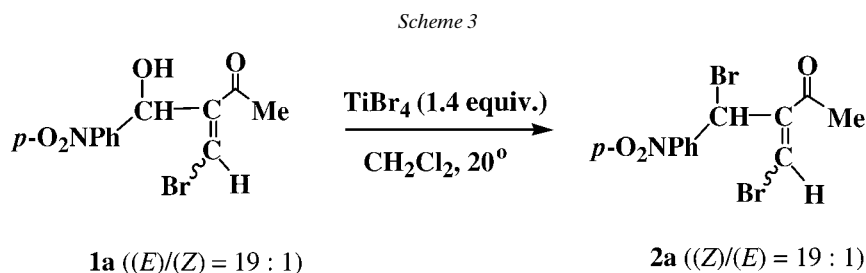 Scheme 3
OH
O
CH
Me
p-O₂NPh
Br
H
TiBr₄ (1.4 equiv.)
CH₂Cl₂, 20°
Br
O
CH
Me
p-O₂NPh
Br
H
1a ((E)/(Z) = 19 : 1)
2a ((Z)/(E) = 19 : 1)